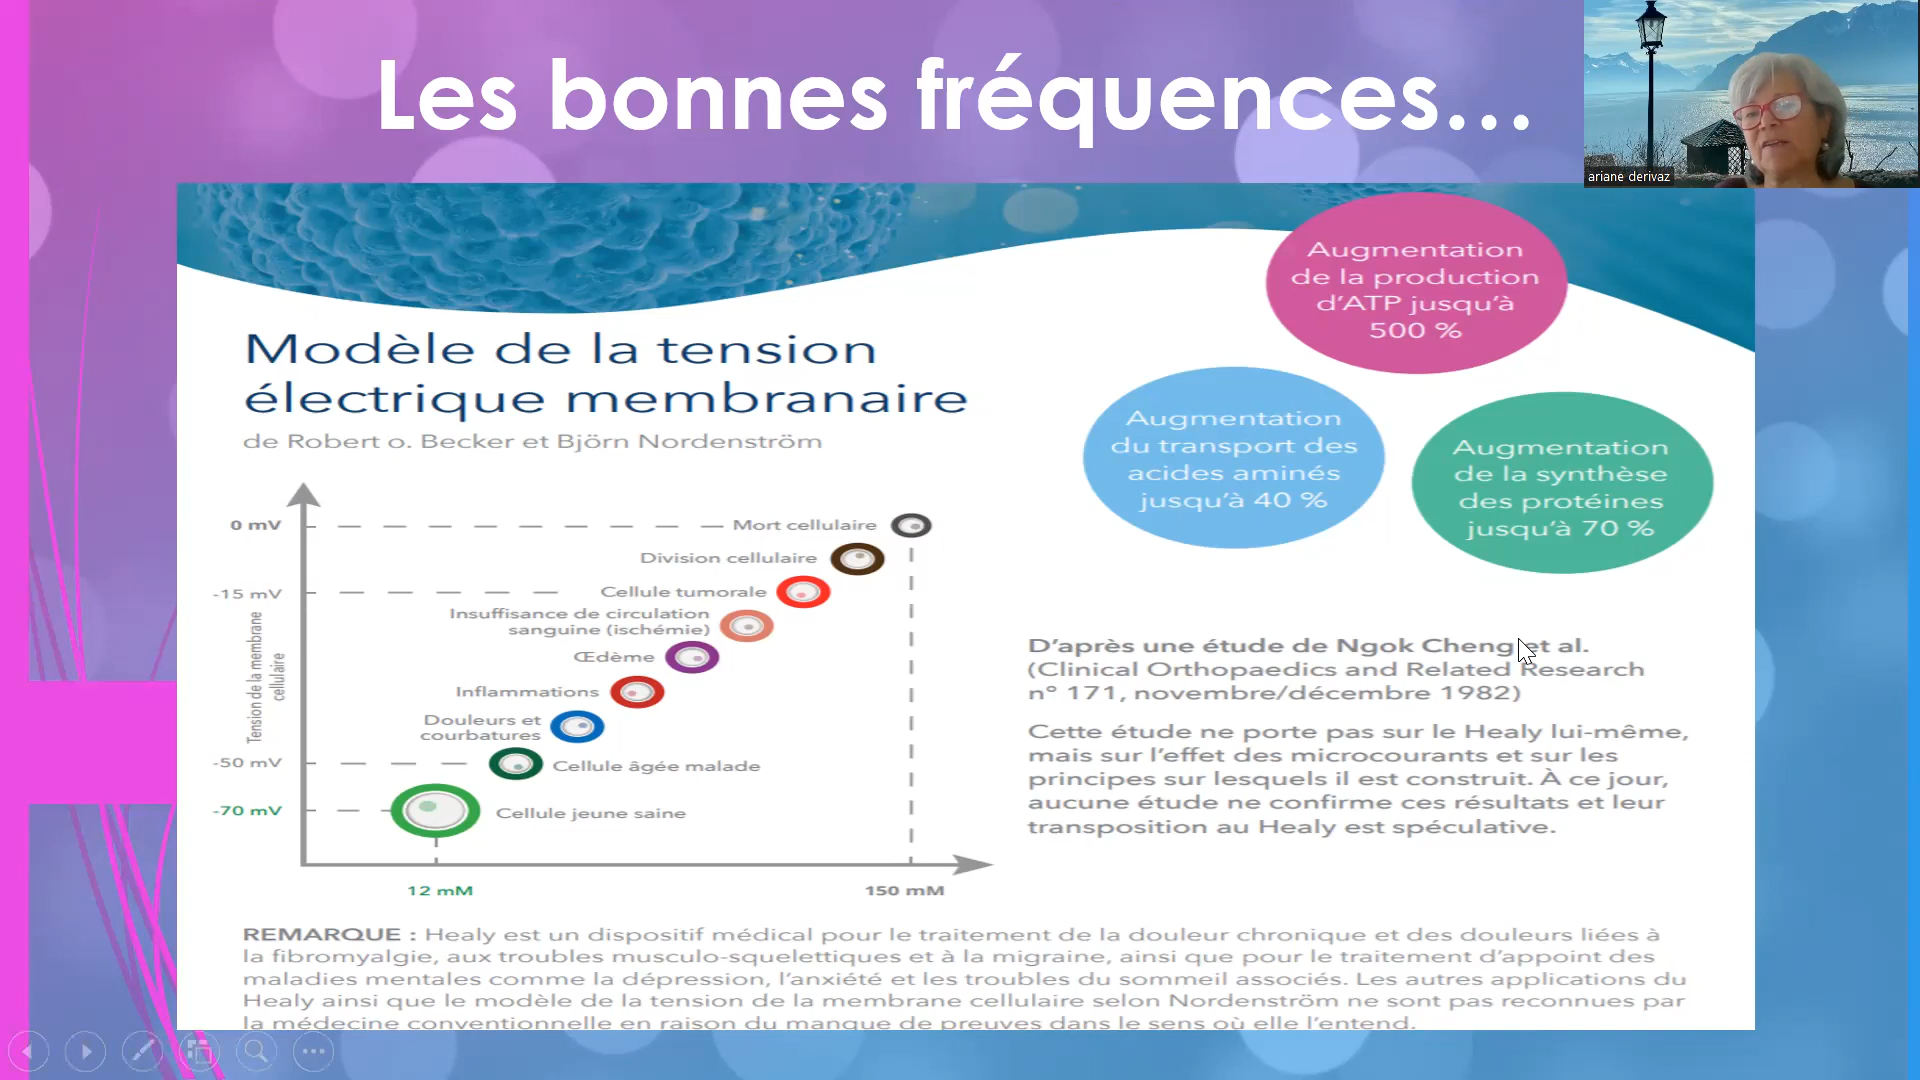 Les bonnes fréquences...
ariane derivaz
Augmentation
de la production
d'ATP jusqu'à
500 %
Augmentation
du transport des
acides aminés
jusqu'à 40 %
Augmentation
de la synthèse
des protéines
jusqu'à 70 %
Modèle de la tension
électrique membranaire
de Robert o. Becker et Björn Nordenström
0 mV
Mort cellulaire
Division cellulaire
-15 mV
Cellule tumorale
Insuffisance de circulation
sanguine (ischémie)
Œdème
Inflammations
Douleurs et
courbatures
-50 mV
Cellule âgée malade
-70 mV
Cellule jeune saine
Tension de la membrane
cellulaire
12 mM
150 mM
D'après une étude de Ngok Cheng et al.
(Clinical Orthopaedics and Related Research
n° 171, novembre/décembre 1982)
Cette étude ne porte pas sur le Healy lui-même,
mais sur l'effet des microcourants et sur les
principes sur lesquels il est construit. À ce jour,
aucune étude ne confirme ces résultats et leur
transposition au Healy est spéculative.
REMARQUE : Healy est un dispositif médical pour le traitement de la douleur chronique et des douleurs liées à
la fibromyalgie, aux troubles musculo-squelettiques et à la migraine, ainsi que pour le traitement d'appoint des
maladies mentales comme la dépression, l'anxiété et les troubles du sommeil associés. Les autres applications du
Healy ainsi que le modèle de la tension de la membrane cellulaire selon Nordenström ne sont pas reconnues par
la médecine conventionnelle en raison du manque de preuves dans le sens où elle l'entend.